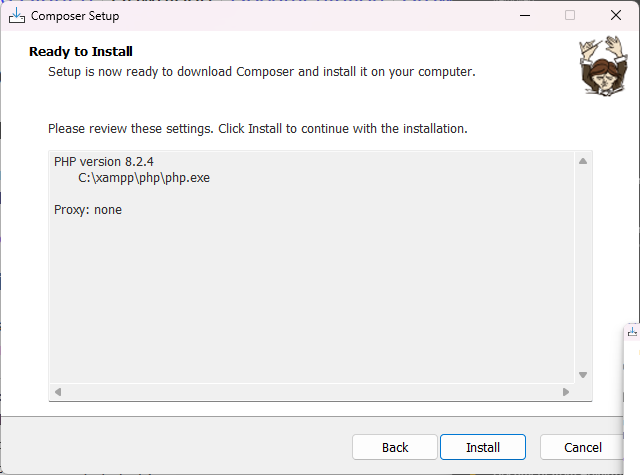 Composer Setup
Ready to Install
Setup is now ready to download Composer and install it on your computer.
Please review these settings. Click Install to continue with the installation.
PHP version 8.2.4
C:\xampp\php\php.exe
Proxy: none
Back
Install
Cancel